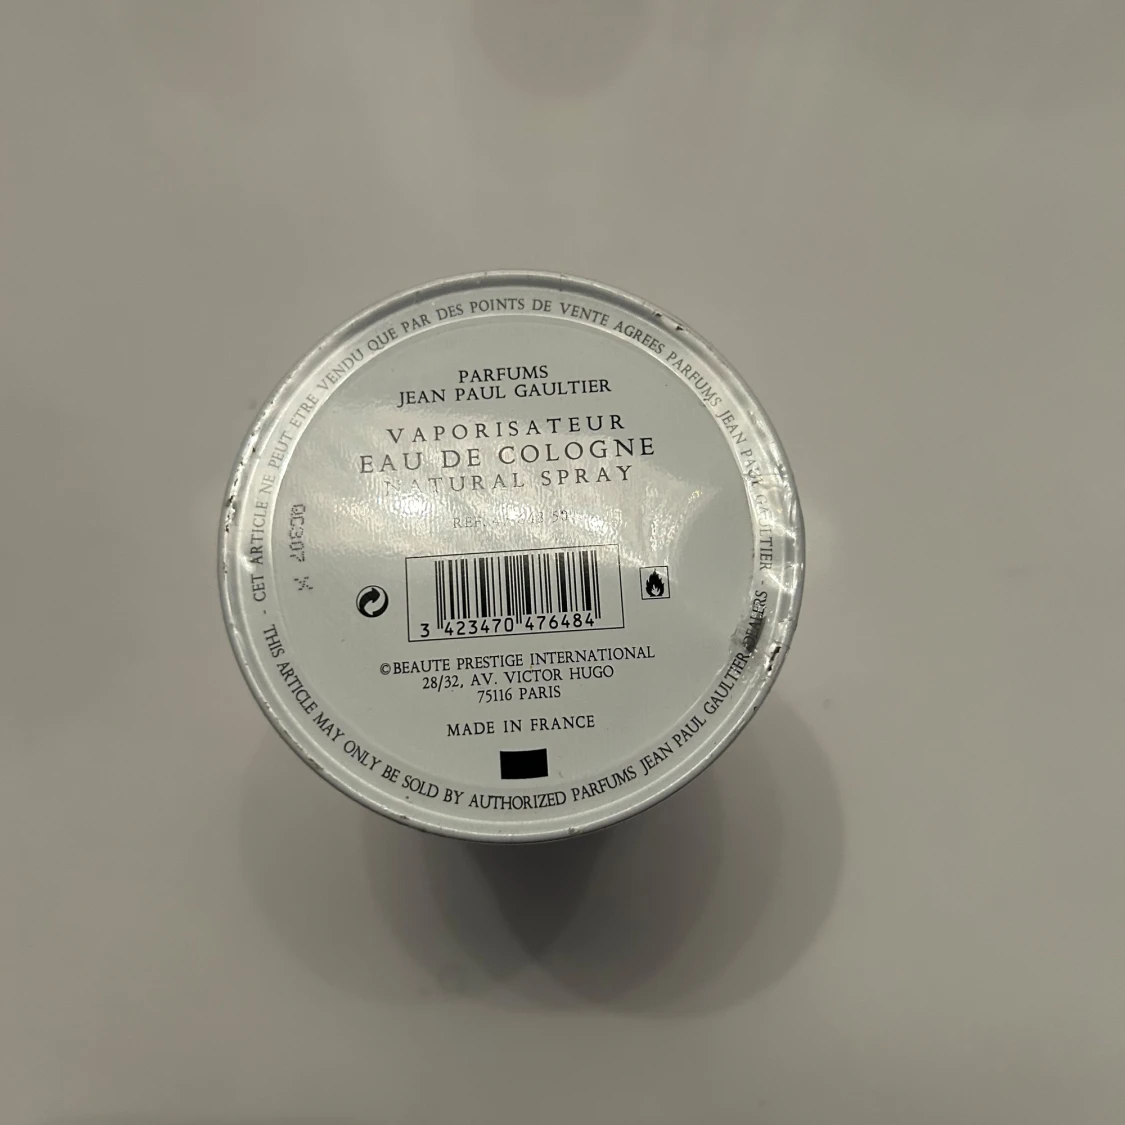 CET ARTICLE NE PEUT ETRE VENDU QUE PAR DES POINTS DE VENTE AGREES PARFUMS JEAN PAUL GAULTIER -
PARFUMS
JEAN PAUL GAULTIER
VAPORISATEUR
EAU DE COLOGNE
NATURAL SPRAY
REF.
3 423470 476484
©BEAUTE PRESTIGE INTERNATIONAL
28/32, AV. VICTOR HUGO
75116 PARIS
MADE IN FRANCE
THIS ARTICLE MAY ONLY BE SOLD BY AUTHORIZED PARFUMS JEAN PAUL GAULTIER DEALERS -